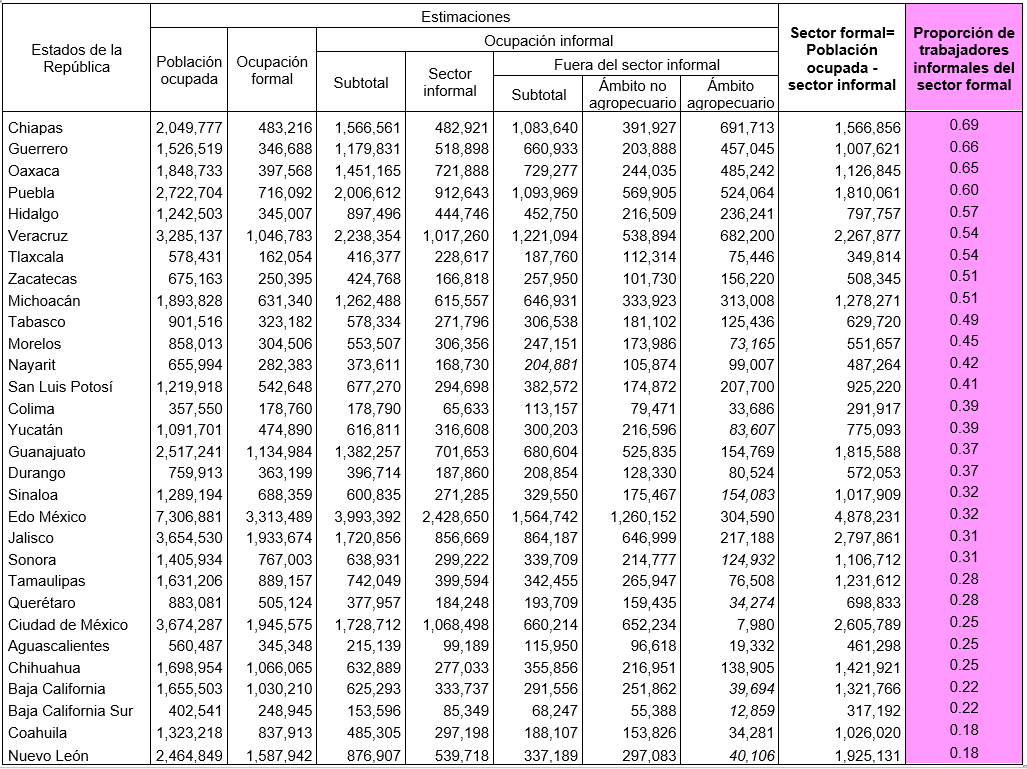 Estimaciones
Estados de la República
Población ocupada
Ocupación formal
Ocupación informal
Subtotal
Sector informal
Fuera del sector informal
Subtotal
Ámbito no agropecuario
Ámbito agropecuario
Sector formal= Población ocupada - sector informal
Proporción de trabajadores informales del sector formal
Chiapas 2,049,777 483,216 1,566,561 482,921 1,083,640 391,927 691,713 1,566,856 0.69
Guerrero 1,526,519 346,688 1,179,831 518,898 660,933 203,888 457,045 1,007,621 0.66
Oaxaca 1,848,733 397,568 1,451,165 721,888 729,277 244,035 485,242 1,126,845 0.65
Puebla 2,722,704 716,092 2,006,612 912,643 1,093,969 569,905 524,064 1,810,061 0.60
Hidalgo 1,242,503 345,007 897,496 444,746 452,750 216,509 236,241 797,757 0.57
Veracruz 3,285,137 1,046,783 2,238,354 1,017,260 1,221,094 538,894 682,200 2,267,877 0.54
Tlaxcala 578,431 162,054 416,377 228,617 187,760 112,314 75,446 349,814 0.54
Zacatecas 675,163 250,395 424,768 166,818 257,950 101,730 156,220 508,345 0.51
Michoacán 1,893,828 631,340 1,262,488 615,557 646,931 333,923 313,008 1,278,271 0.51
Tabasco 901,516 323,182 578,334 271,796 306,538 181,102 125,436 629,720 0.49
Morelos 858,013 304,506 553,507 306,356 247,151 173,986 73,165 551,657 0.45
Nayarit 655,994 282,383 373,611 168,730 204,881 105,874 99,007 487,264 0.42
San Luis Potosí 1,219,918 542,648 677,270 294,698 382,572 174,872 207,700 925,220 0.41
Colima 357,550 178,760 178,790 65,633 113,157 79,471 33,686 291,917 0.39
Yucatán 1,091,701 474,890 616,811 316,608 300,203 216,596 83,607 775,093 0.39
Guanajuato 2,517,241 1,134,984 1,382,257 701,653 680,604 525,835 154,769 1,815,588 0.37
Durango 759,913 363,199 396,714 187,860 208,854 128,330 80,524 572,053 0.37
Sinaloa 1,289,194 688,359 600,835 271,285 329,550 175,467 154,083 1,017,909 0.32
Edo México 7,306,881 3,313,489 3,993,392 2,428,650 1,564,742 1,260,152 304,590 4,878,231 0.32
Jalisco 3,654,530 1,933,674 1,720,856 856,669 864,187 646,999 217,188 2,797,861 0.31
Sonora 1,405,934 767,003 638,931 299,222 339,709 214,777 124,932 1,106,712 0.31
Tamaulipas 1,631,206 889,157 742,049 399,594 342,455 265,947 76,508 1,231,612 0.28
Querétaro 883,081 505,124 377,957 184,248 193,709 159,435 34,274 698,833 0.28
Ciudad de México 3,674,287 1,945,575 1,728,712 1,068,498 660,214 652,234 7,980 2,605,789 0.25
Aguascalientes 560,487 345,348 215,139 99,189 115,950 96,618 19,332 461,298 0.25
Chihuahua 1,698,954 1,066,065 632,889 277,033 355,856 216,951 138,905 1,421,921 0.25
Baja California 1,655,503 1,030,210 625,293 333,737 291,556 251,862 39,694 1,321,766 0.22
Baja California Sur 402,541 248,945 153,596 85,349 68,247 55,388 12,859 317,192 0.22
Coahuila 1,323,218 837,913 485,305 297,198 188,107 153,826 34,281 1,026,020 0.18
Nuevo León 2,464,849 1,587,942 876,907 539,718 337,189 297,083 40,106 1,925,131 0.18